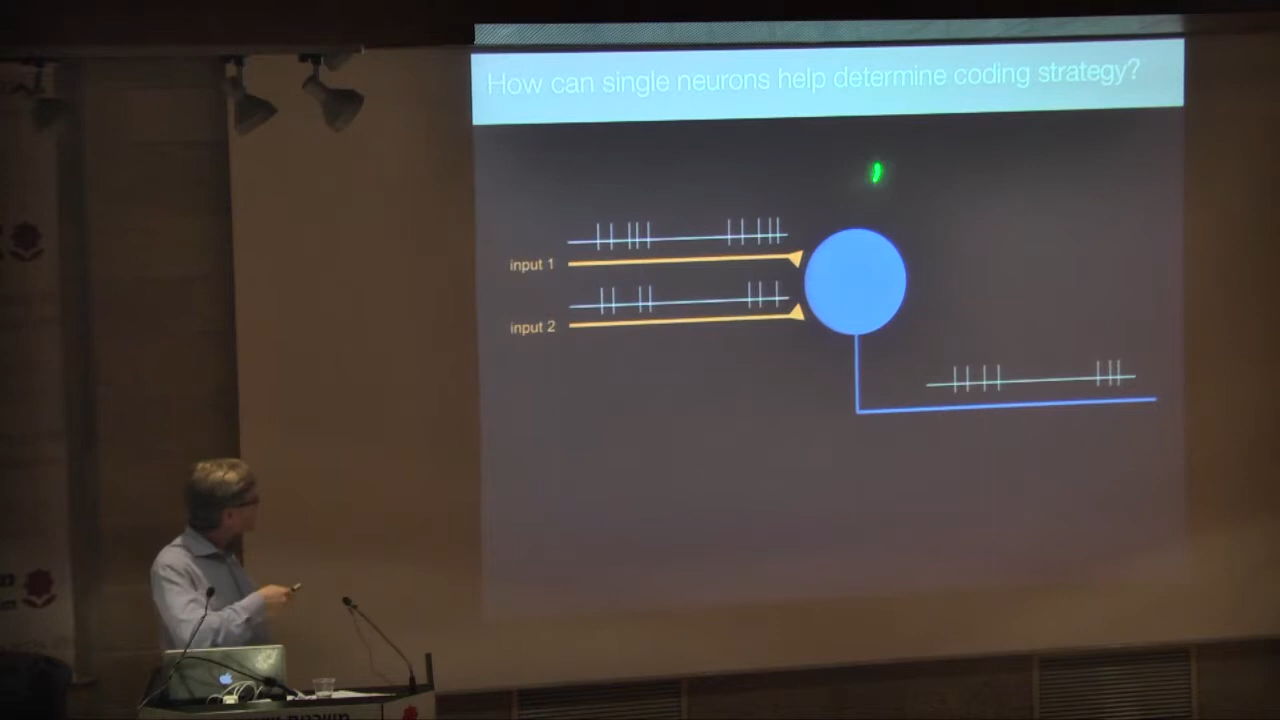 How can single neurons help determine coding strategy?
input 1
input 2